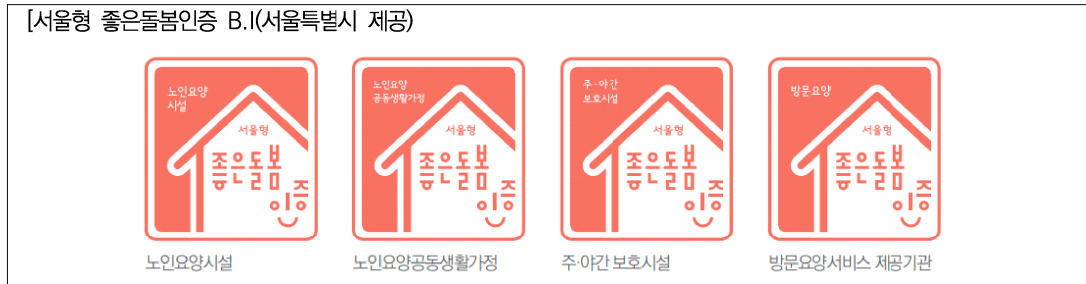 [서울형 좋은돌봄인증 B.I(서울특별시 제공)
노인요양
시설
서울형
좋은돌봄
인증
노인요양
공동생활가정
서울형
좋은돌봄
인증
주·야간
보호시설
서울형
좋은돌봄
인증
방문요양
서울형
좋은돌봄
인증
노인요양시설
노인요양공동생활가정
주·야간 보호시설
방문요양서비스 제공기관